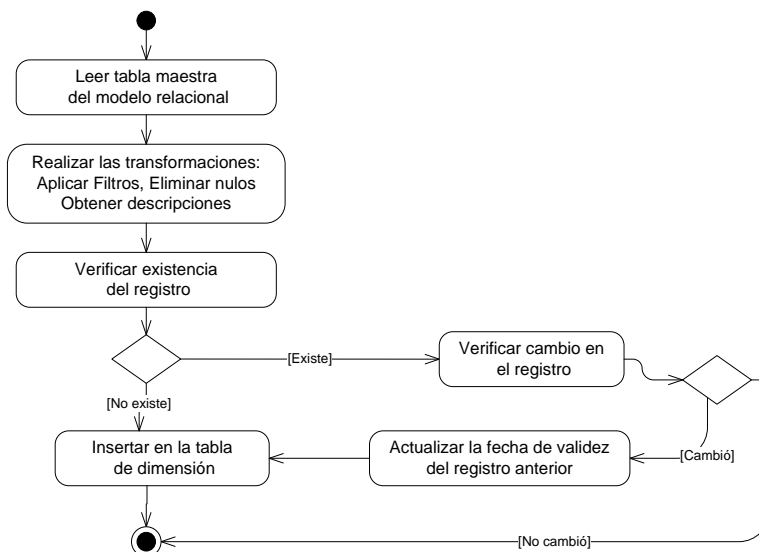 Leer tabla maestra
del modelo relacional
Realizar las transformaciones:
Aplicar Filtros, Eliminar nulos
Obtener descripciones
Verificar existencia
del registro
[Existe]
Verificar cambio en
el registro
[No existe]
Insertar en la tabla
de dimensión
Actualizar la fecha de validez
del registro anterior
[Cambió]
[No cambió]